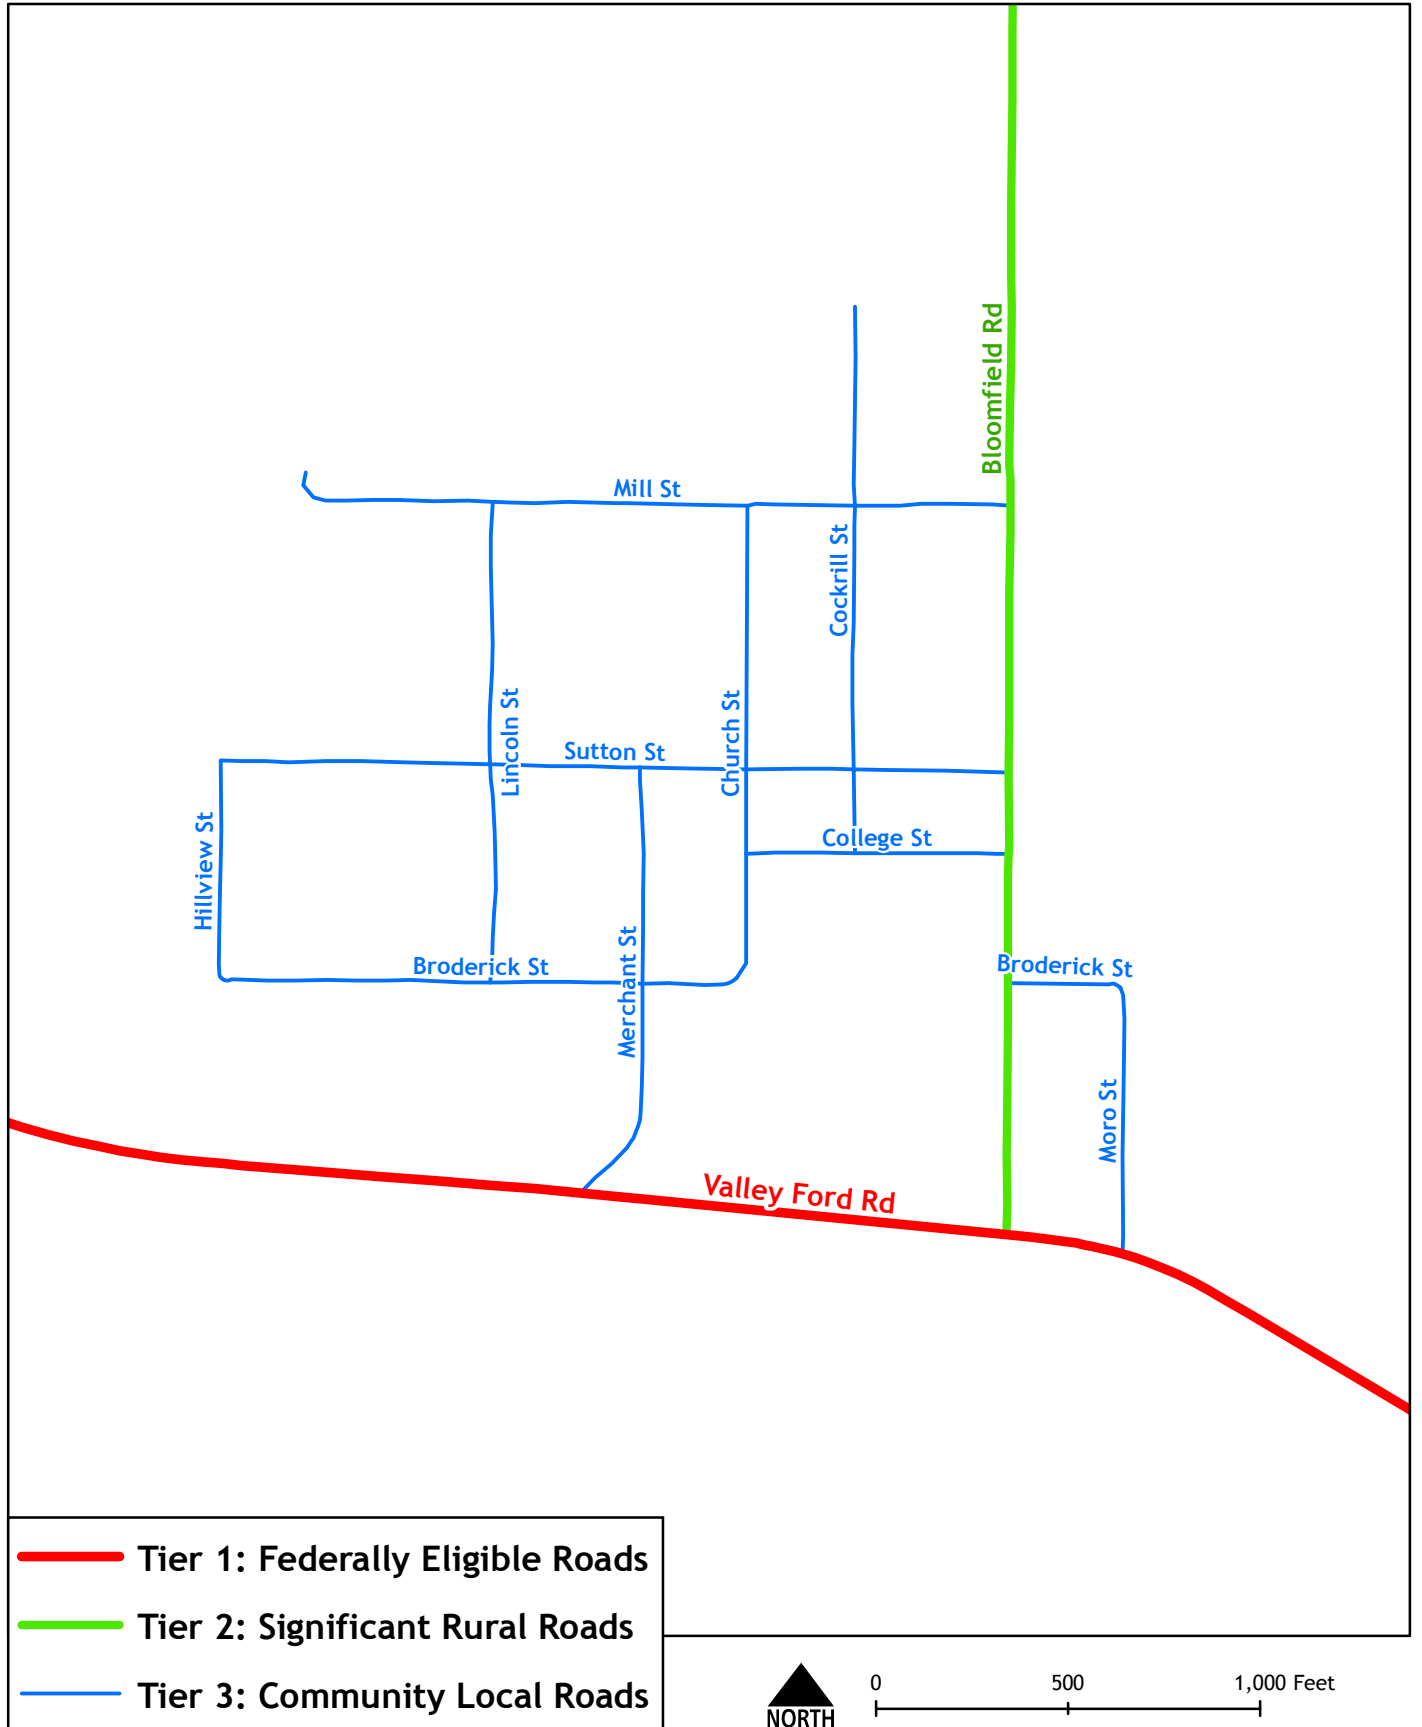 Bloomfield Rd
Mill St
Cockrill St
Lincoln St
Church St
Sutton St
Hillview St
College St
Merchant St
Broderick St
Broderick St
Moro St
Valley Ford Rd
Tier 1: Federally Eligible Roads
Tier 2: Significant Rural Roads
Tier 3: Community Local Roads
0 500 1,000 Feet
NORTH